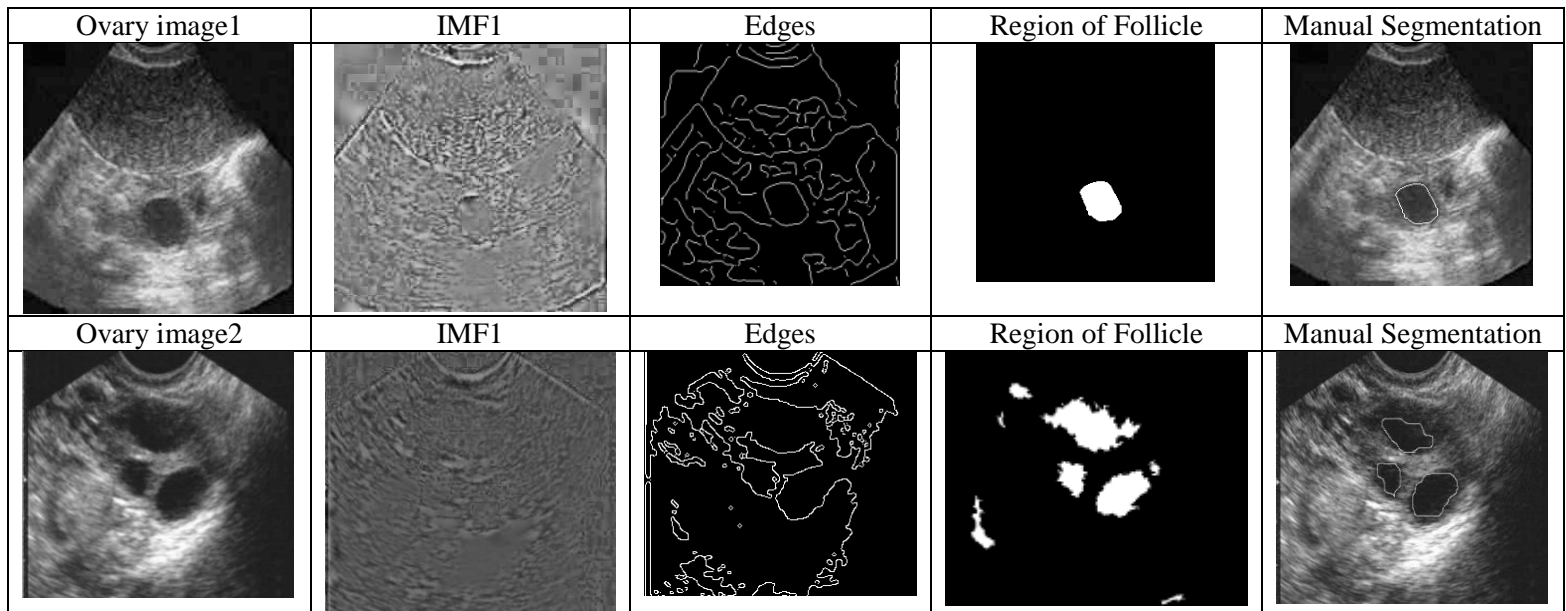 Ovary image1 IMF1 Edges Region of Follicle Manual Segmentation
Ovary image2 IMF1 Edges Region of Follicle Manual Segmentation